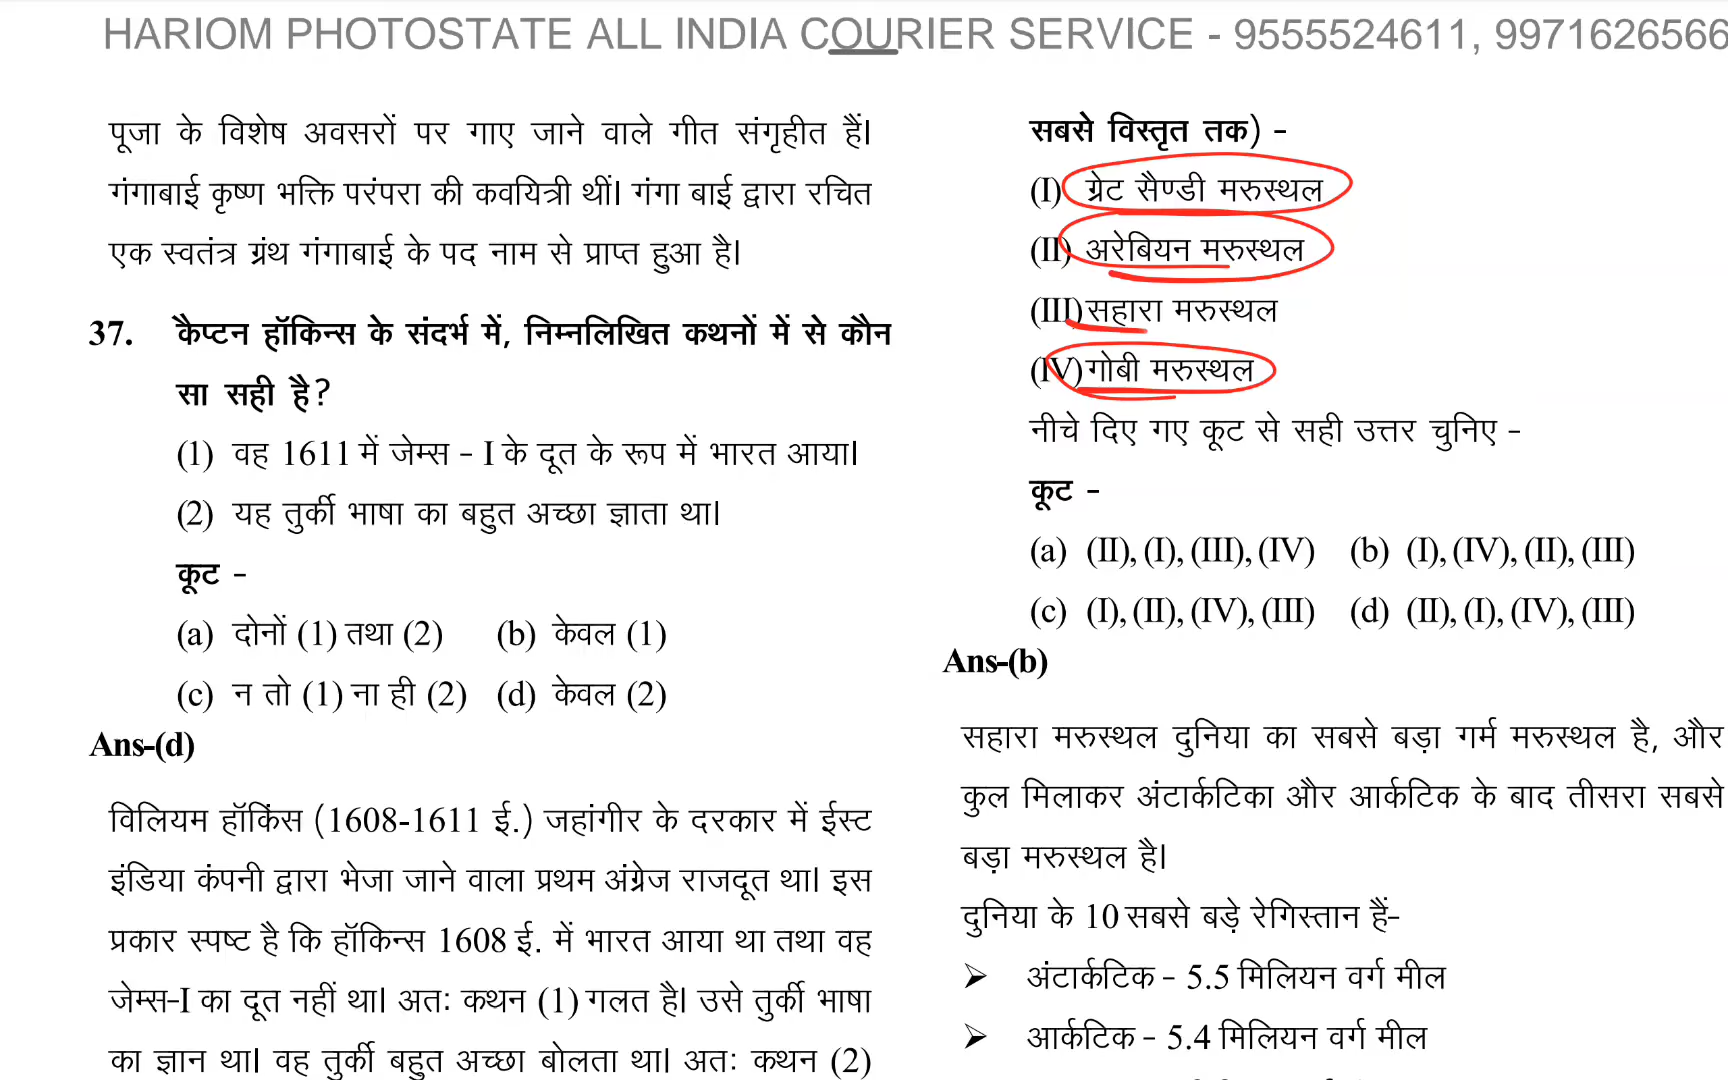 HARIOM PHOTOSTATE ALL INDIA COURIER SERVICE - 9555524611, 9971626566
पूजा के विशेष अवसरों पर गाए जाने वाले गीत संगृहीत हैं।
गंगाबाई कृष्ण भक्ति परंपरा की कवयित्री थीं। गंगा बाई द्वारा रचित
एक स्वतंत्र ग्रंथ गंगाबाई के पद नाम से प्राप्त हुआ है।
37. कैप्टन हॉकिन्स के संदर्भ में, निम्नलिखित कथनों में से कौन
सा सही है?
(1) वह 1611 में जेम्स - I के दूत के रूप में भारत आया।
(2) यह तुर्की भाषा का बहुत अच्छा ज्ञाता था।
कूट -
(a) दोनों (1) तथा (2) (b) केवल (1)
(c) न तो (1) ना ही (2) (d) केवल (2)
Ans-(d)
विलियम हॉकिंस (1608-1611 ई.) जहांगीर के दरकार में ईस्ट
इंडिया कंपनी द्वारा भेजा जाने वाला प्रथम अंग्रेज राजदूत था। इस
प्रकार स्पष्ट है कि हॉकिन्स 1608 ई. में भारत आया था तथा वह
जेम्स-I का दूत नहीं था। अतः कथन (1) गलत है। उसे तुर्की भाषा
का ज्ञान था। वह तुर्की बहुत अच्छा बोलता था। अतः कथन (2)
सबसे विस्तृत तक) -
(I) ग्रेट सैण्डी मरुस्थल
(II) अरेबियन मरुस्थल
(III) सहारा मरुस्थल
(IV) गोबी मरुस्थल
नीचे दिए गए कूट से सही उत्तर चुनिए -
कूट -
(a) (II), (I), (III), (IV) (b) (I), (IV), (II), (III)
(c) (I), (II), (IV), (III) (d) (II), (I), (IV), (III)
Ans-(b)
सहारा मरुस्थल दुनिया का सबसे बड़ा गर्म मरुस्थल है, और
कुल मिलाकर अंटार्कटिका और आर्कटिक के बाद तीसरा सबसे
बड़ा मरुस्थल है।
दुनिया के 10 सबसे बड़े रेगिस्तान हैं-
➢ अंटार्कटिक - 5.5 मिलियन वर्ग मील
➢ आर्कटिक - 5.4 मिलियन वर्ग मील